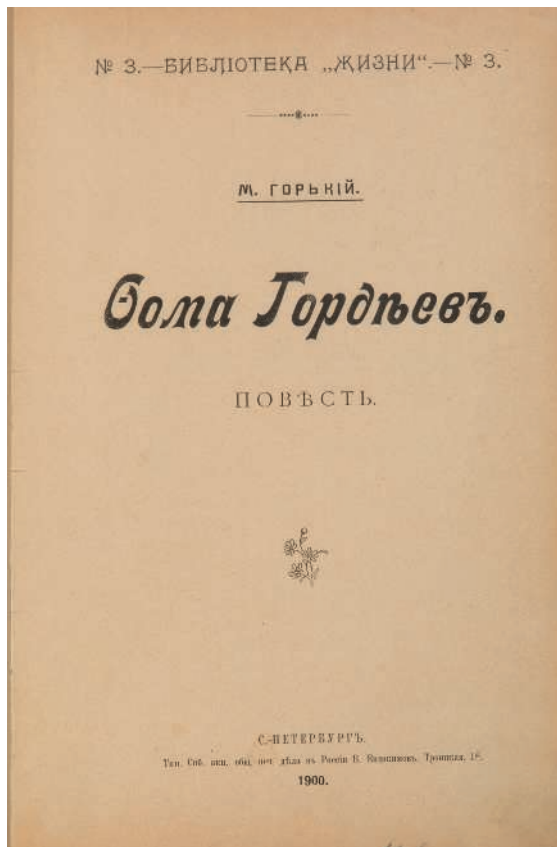 № 3.—БИБЛІОТЕКА „ЖИЗНИ“.—№ 3.
М. ГОРЬКІЙ.
Ѳома Гордѣевъ.
ПОВѢСТЬ.
С.-ПЕТЕРБУРГЪ.
Тип. Спб. акц. общ. печ. дѣла въ Россіи Е. Евдокимовъ. Троицкая, 18.
1900.